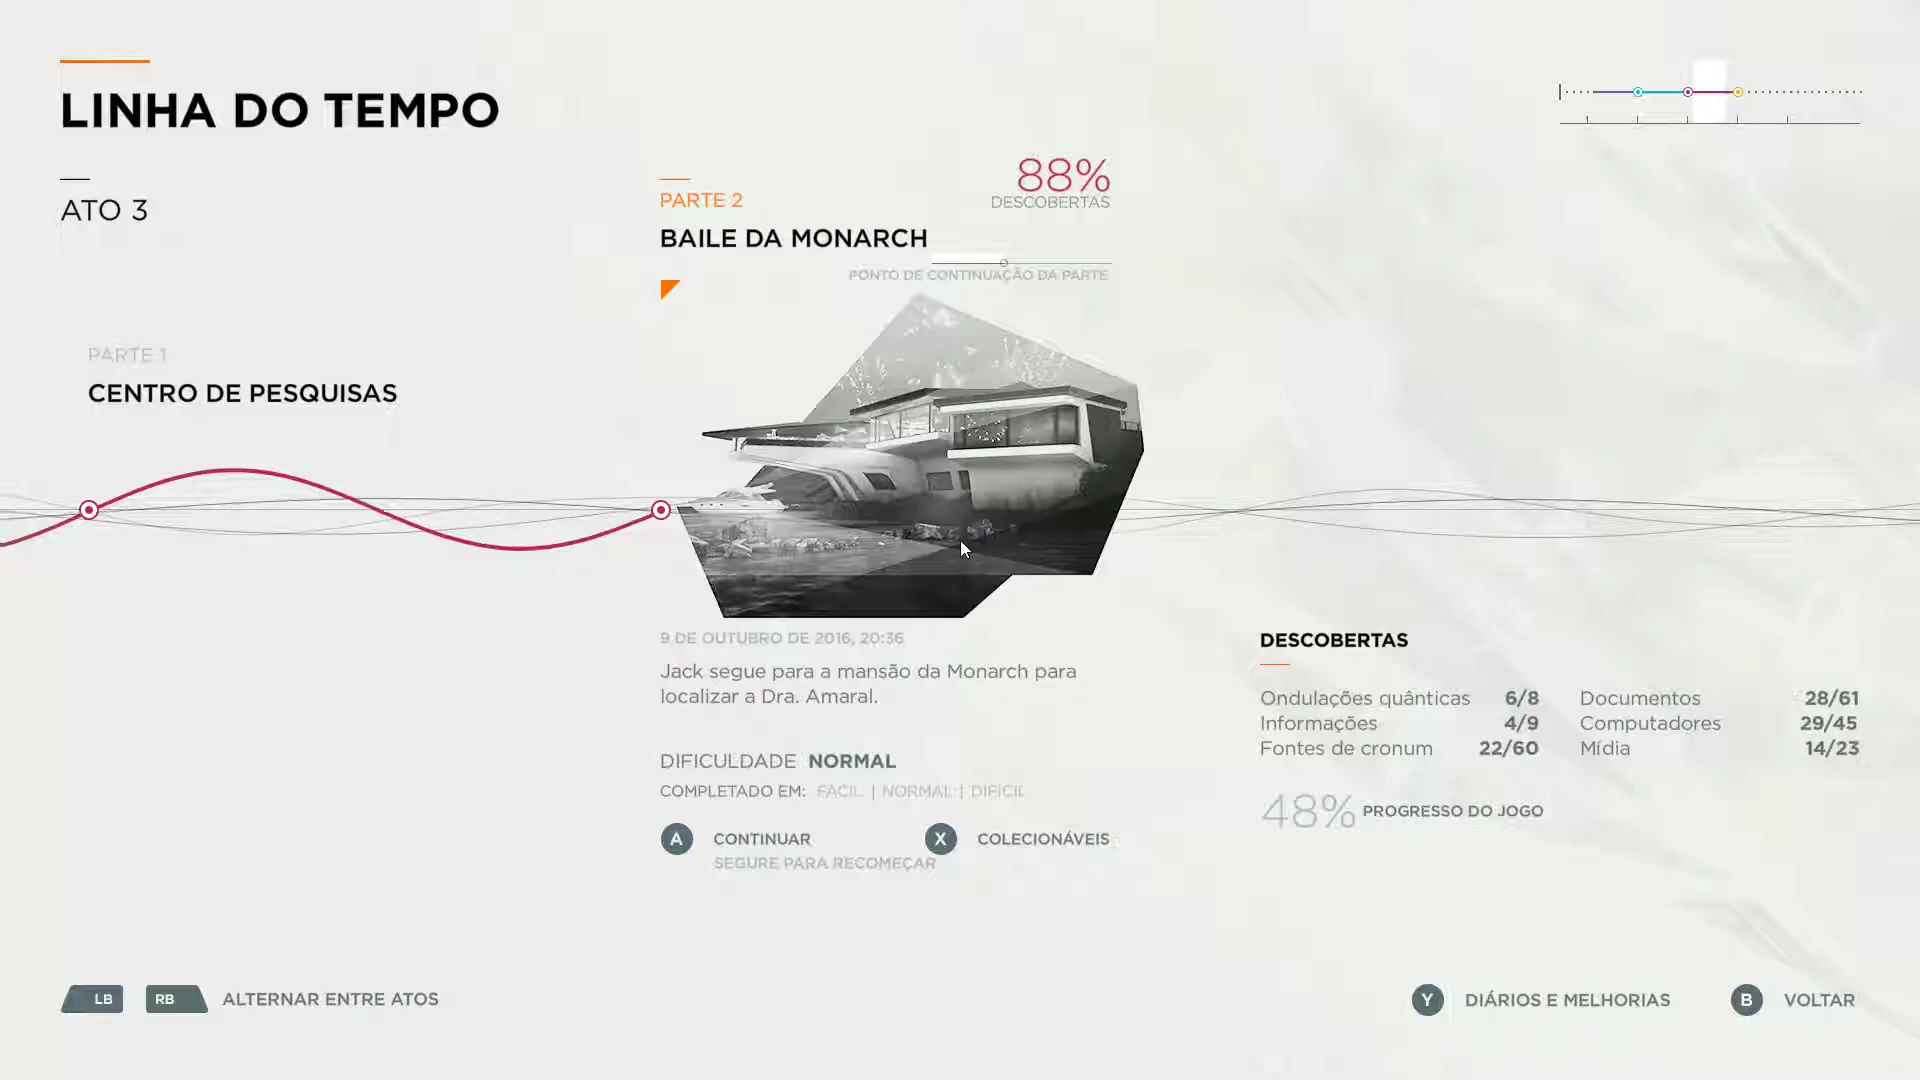 LINHA DO TEMPO
ATO 3
PARTE 1
CENTRO DE PESQUISAS
PARTE 2
88%
DESCOBERTAS
BAILE DA MONARCH
PONTO DE CONTINUAÇÃO DA PARTE
9 DE OUTUBRO DE 2016, 20:36
Jack segue para a mansão da Monarch para
localizar a Dra. Amaral.
DIFICULDADE NORMAL
COMPLETADO EM: FÁCIL | NORMAL | DIFÍCIL
A CONTINUAR
SEGURE PARA RECOMEÇAR
X COLECIONÁVEIS
DESCOBERTAS
Ondulações quânticas 6/8 Documentos 28/61
Informações 4/9 Computadores 29/45
Fontes de cronum 22/60 Mídia 14/23
48% PROGRESSO DO JOGO
LB RB ALTERNAR ENTRE ATOS
Y DIÁRIOS E MELHORIAS B VOLTAR